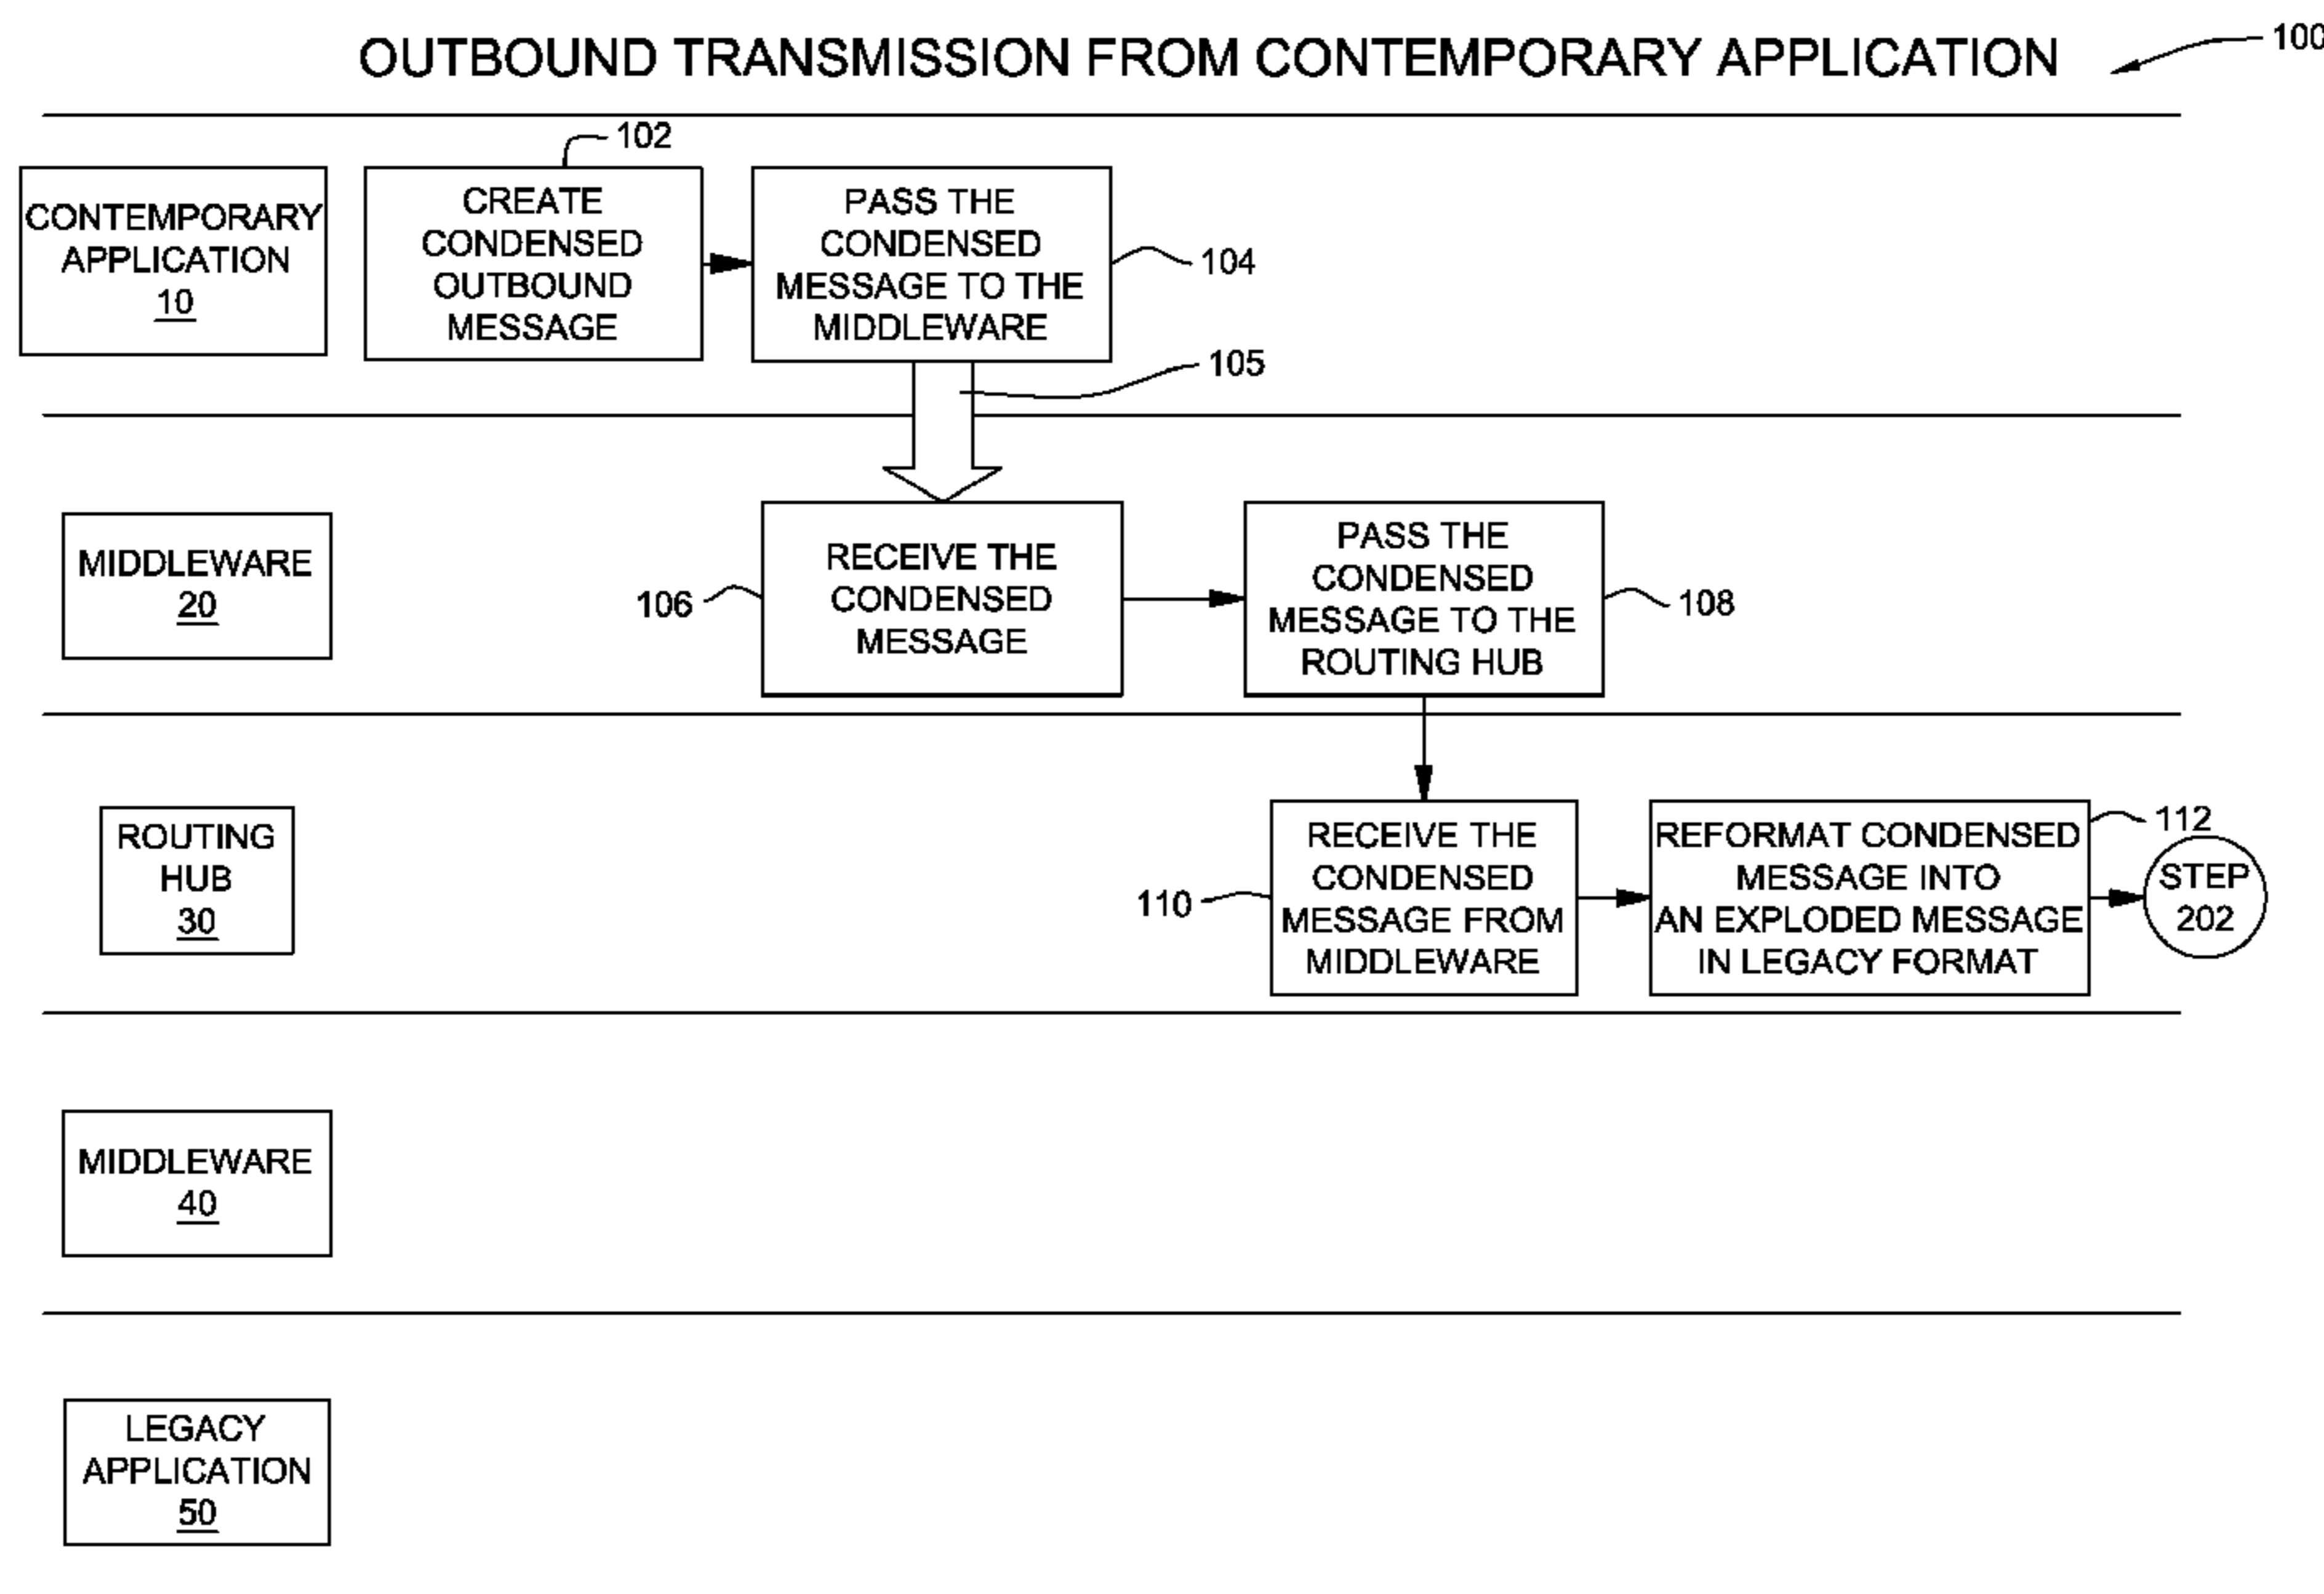 OUTBOUND TRANSMISSION FROM CONTEMPORARY APPLICATION
100
102
CONTEMPORARY
APPLICATION
10
CREATE
CONDENSED
OUTBOUND
MESSAGE
PASS THE
CONDENSED
MESSAGE TO THE
MIDDLEWARE
104
105
MIDDLEWARE
20
106
RECEIVE THE
CONDENSED
MESSAGE
PASS THE
CONDENSED
MESSAGE TO THE
ROUTING HUB
108
ROUTING
HUB
30
110
RECEIVE THE
CONDENSED
MESSAGE FROM
MIDDLEWARE
REFORMAT CONDENSED
MESSAGE INTO
AN EXPLODED MESSAGE
IN LEGACY FORMAT
112
STEP
202
MIDDLEWARE
40
LEGACY
APPLICATION
50